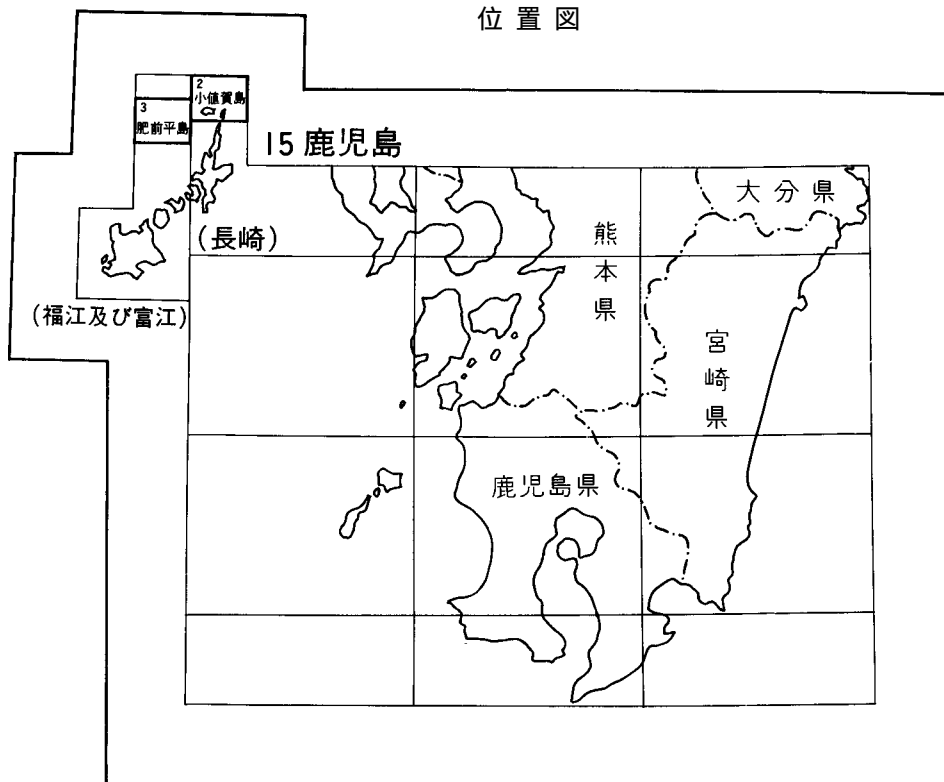 位置図
2
小値賀島
3
肥前平島
15 鹿児島
(長崎)
(福江及び富江)
大分県
熊本県
宮崎県
鹿児島県